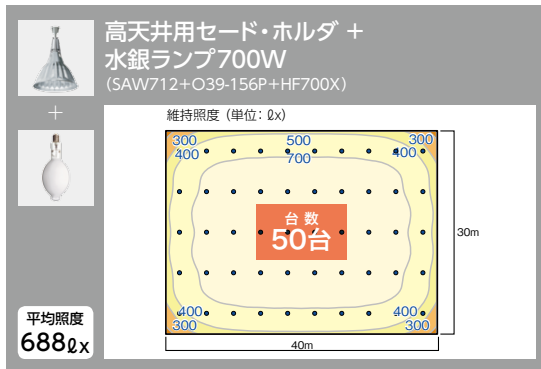 高天井用セード・ホルダ ＋
水銀ランプ700W
（SAW712＋O39-156P＋HF700X）
＋
維持照度（単位：ℓx）
300 500 300
400 700 400
台 数
50台
30m
400 400
300 300
40m
平均照度
688ℓx